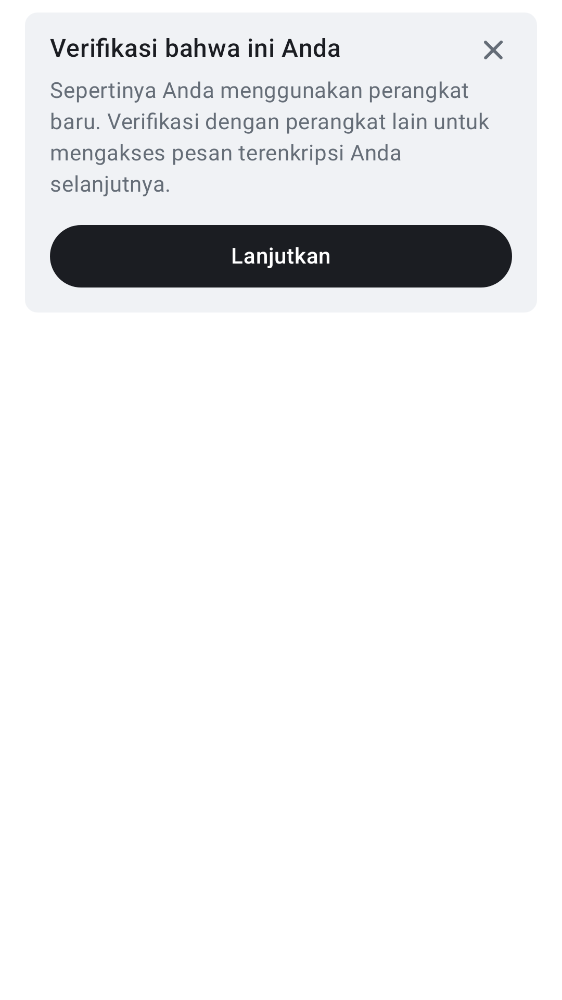 Verifikasi bahwa ini Anda
Sepertinya Anda menggunakan perangkat
baru. Verifikasi dengan perangkat lain untuk
mengakses pesan terenkripsi Anda
selanjutnya.
Lanjutkan